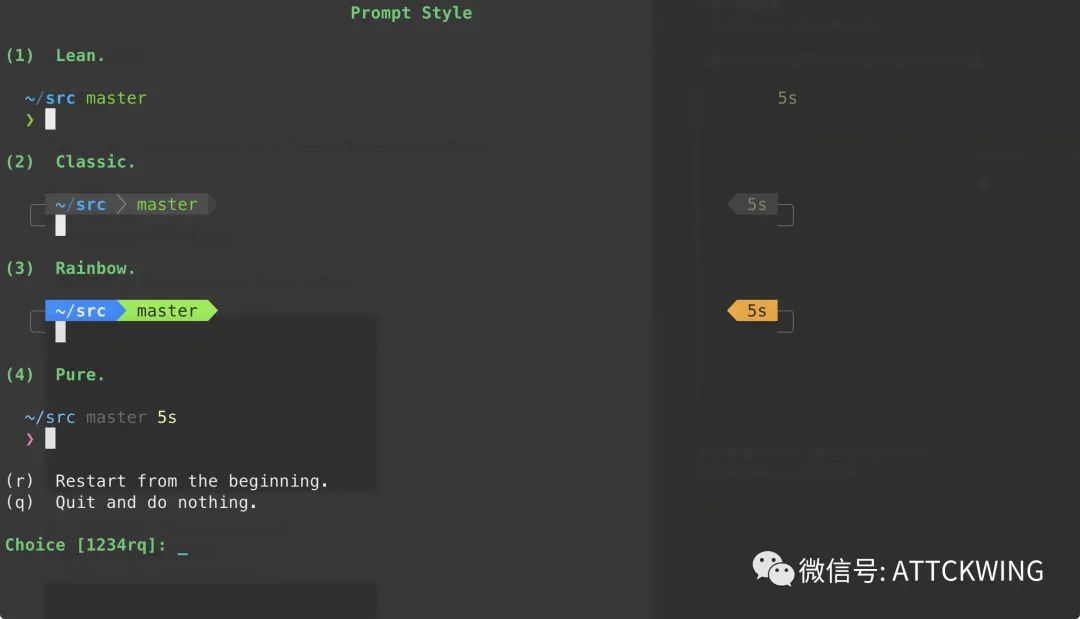 Prompt Style
(1) Lean.
~/src master 5s
❯
(2) Classic.
~/src master 5s
(3) Rainbow.
~/src master 5s
(4) Pure.
~/src master 5s
❯
(r) Restart from the beginning.
(q) Quit and do nothing.
Choice [1234rq]: _
微信号: ATTCKWING